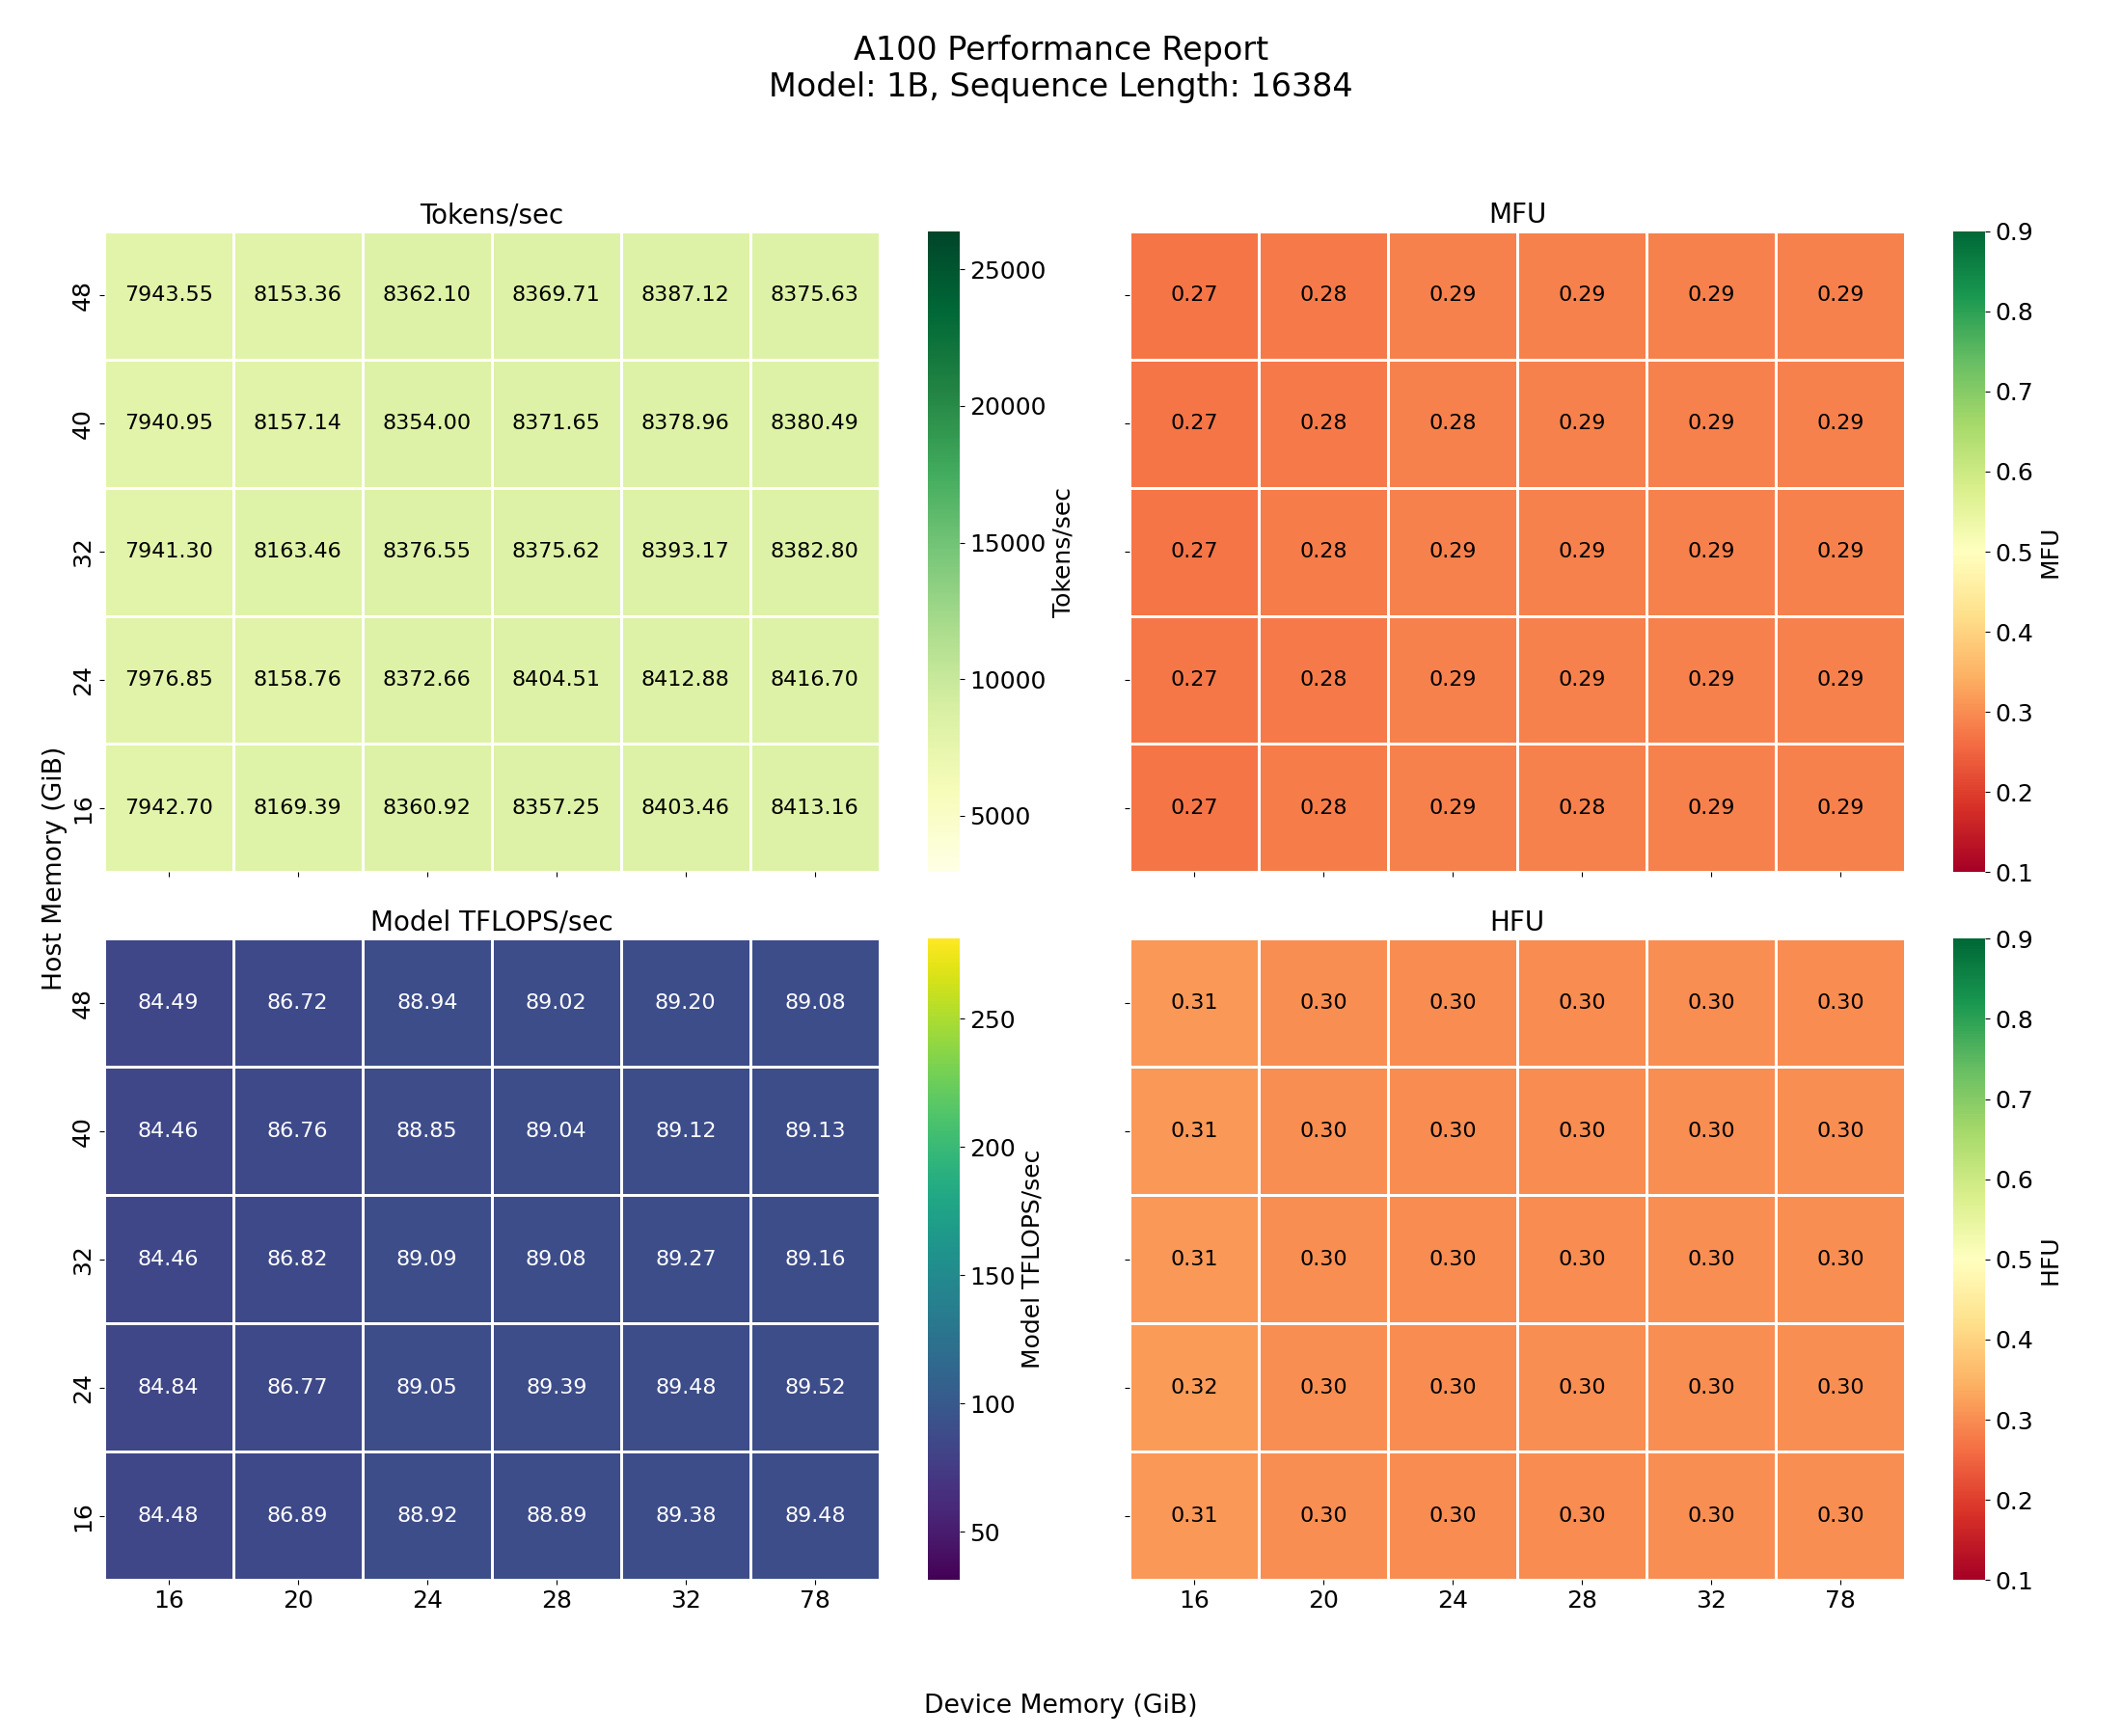 A100 Performance Report
Model: 1B, Sequence Length: 16384
Tokens/sec
48 7943.55 8153.36 8362.10 8369.71 8387.12 8375.63
40 7940.95 8157.14 8354.00 8371.65 8378.96 8380.49
32 7941.30 8163.46 8376.55 8375.62 8393.17 8382.80
24 7976.85 8158.76 8372.66 8404.51 8412.88 8416.70
16 7942.70 8169.39 8360.92 8357.25 8403.46 8413.16
25000
20000
15000
10000
5000
Tokens/sec
MFU
0.27 0.28 0.29 0.29 0.29 0.29
0.27 0.28 0.28 0.29 0.29 0.29
0.27 0.28 0.29 0.29 0.29 0.29
0.27 0.28 0.29 0.29 0.29 0.29
0.27 0.28 0.29 0.28 0.29 0.29
0.9
0.8
0.7
0.6
0.5
0.4
0.3
0.2
0.1
MFU
Host Memory (GiB)
Model TFLOPS/sec
48 84.49 86.72 88.94 89.02 89.20 89.08
40 84.46 86.76 88.85 89.04 89.12 89.13
32 84.46 86.82 89.09 89.08 89.27 89.16
24 84.84 86.77 89.05 89.39 89.48 89.52
16 84.48 86.89 88.92 88.89 89.38 89.48
16 20 24 28 32 78
250
200
150
100
50
Model TFLOPS/sec
HFU
0.31 0.30 0.30 0.30 0.30 0.30
0.31 0.30 0.30 0.30 0.30 0.30
0.31 0.30 0.30 0.30 0.30 0.30
0.32 0.30 0.30 0.30 0.30 0.30
0.31 0.30 0.30 0.30 0.30 0.30
16 20 24 28 32 78
0.9
0.8
0.7
0.6
0.5
0.4
0.3
0.2
0.1
HFU
Device Memory (GiB)